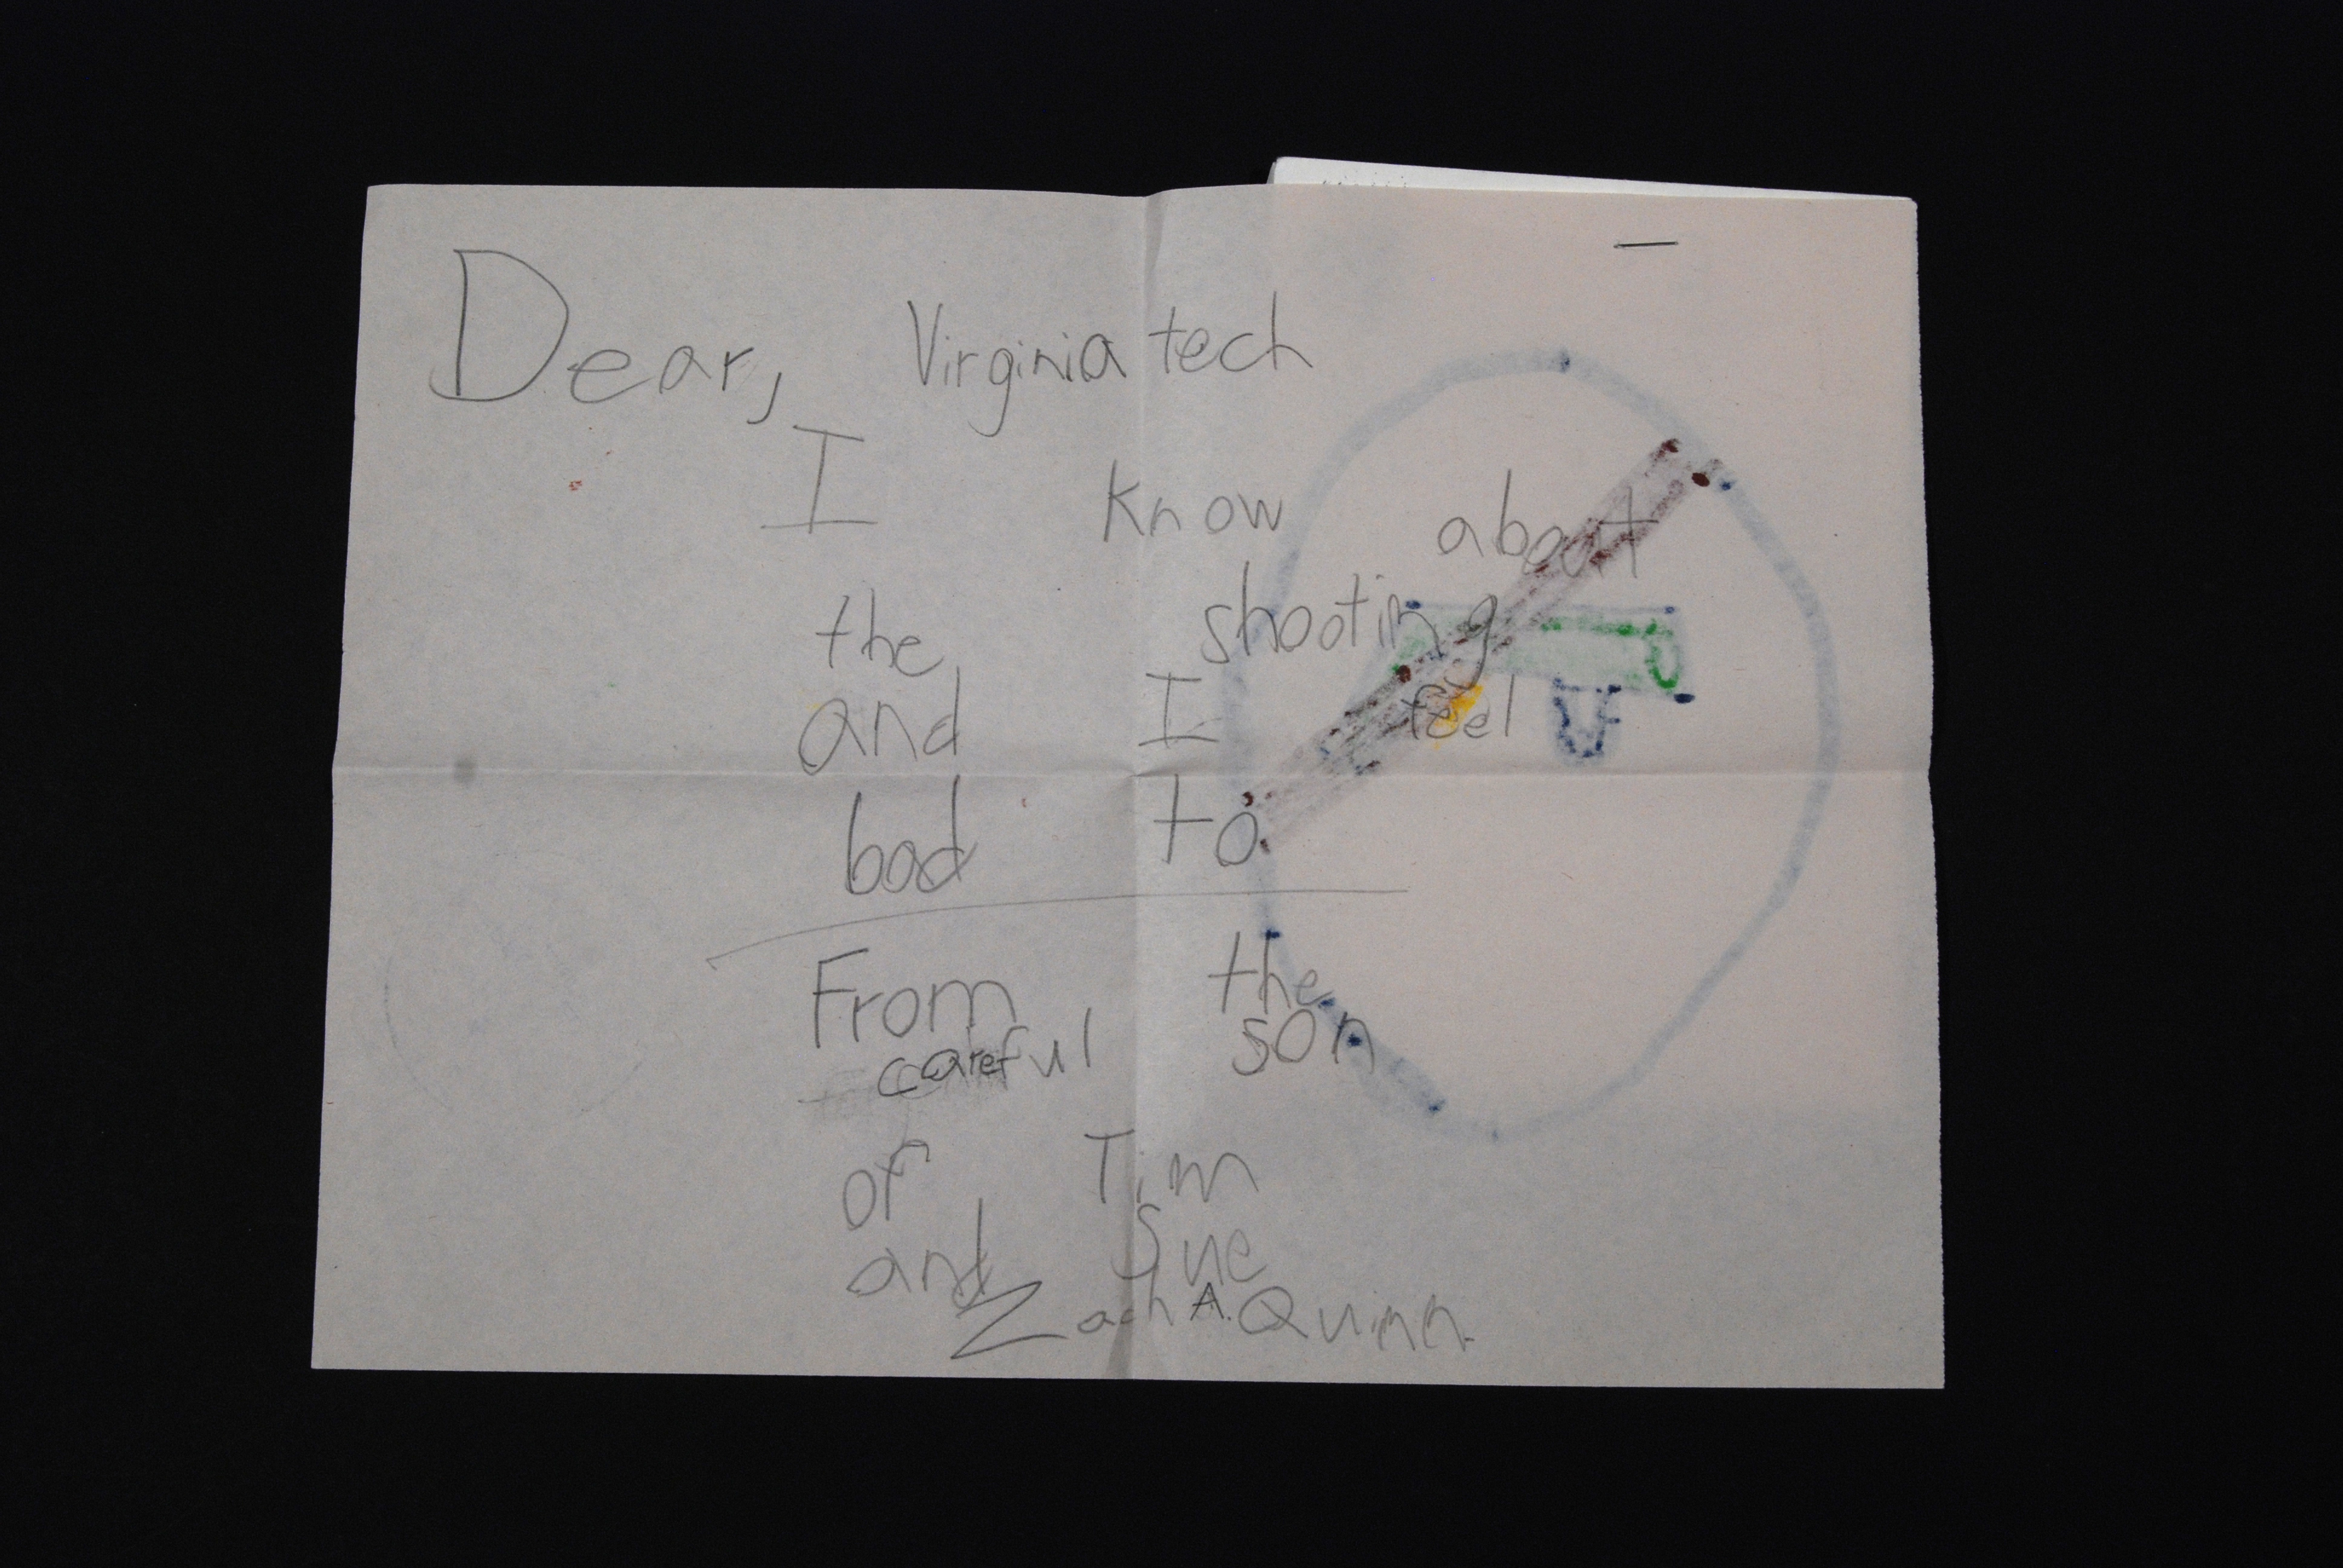 Dear, Virginia tech
I know about
the shooting
and I feel
bad to
From the
careful son
of Tim
and Sue
Zach A. Quinn.